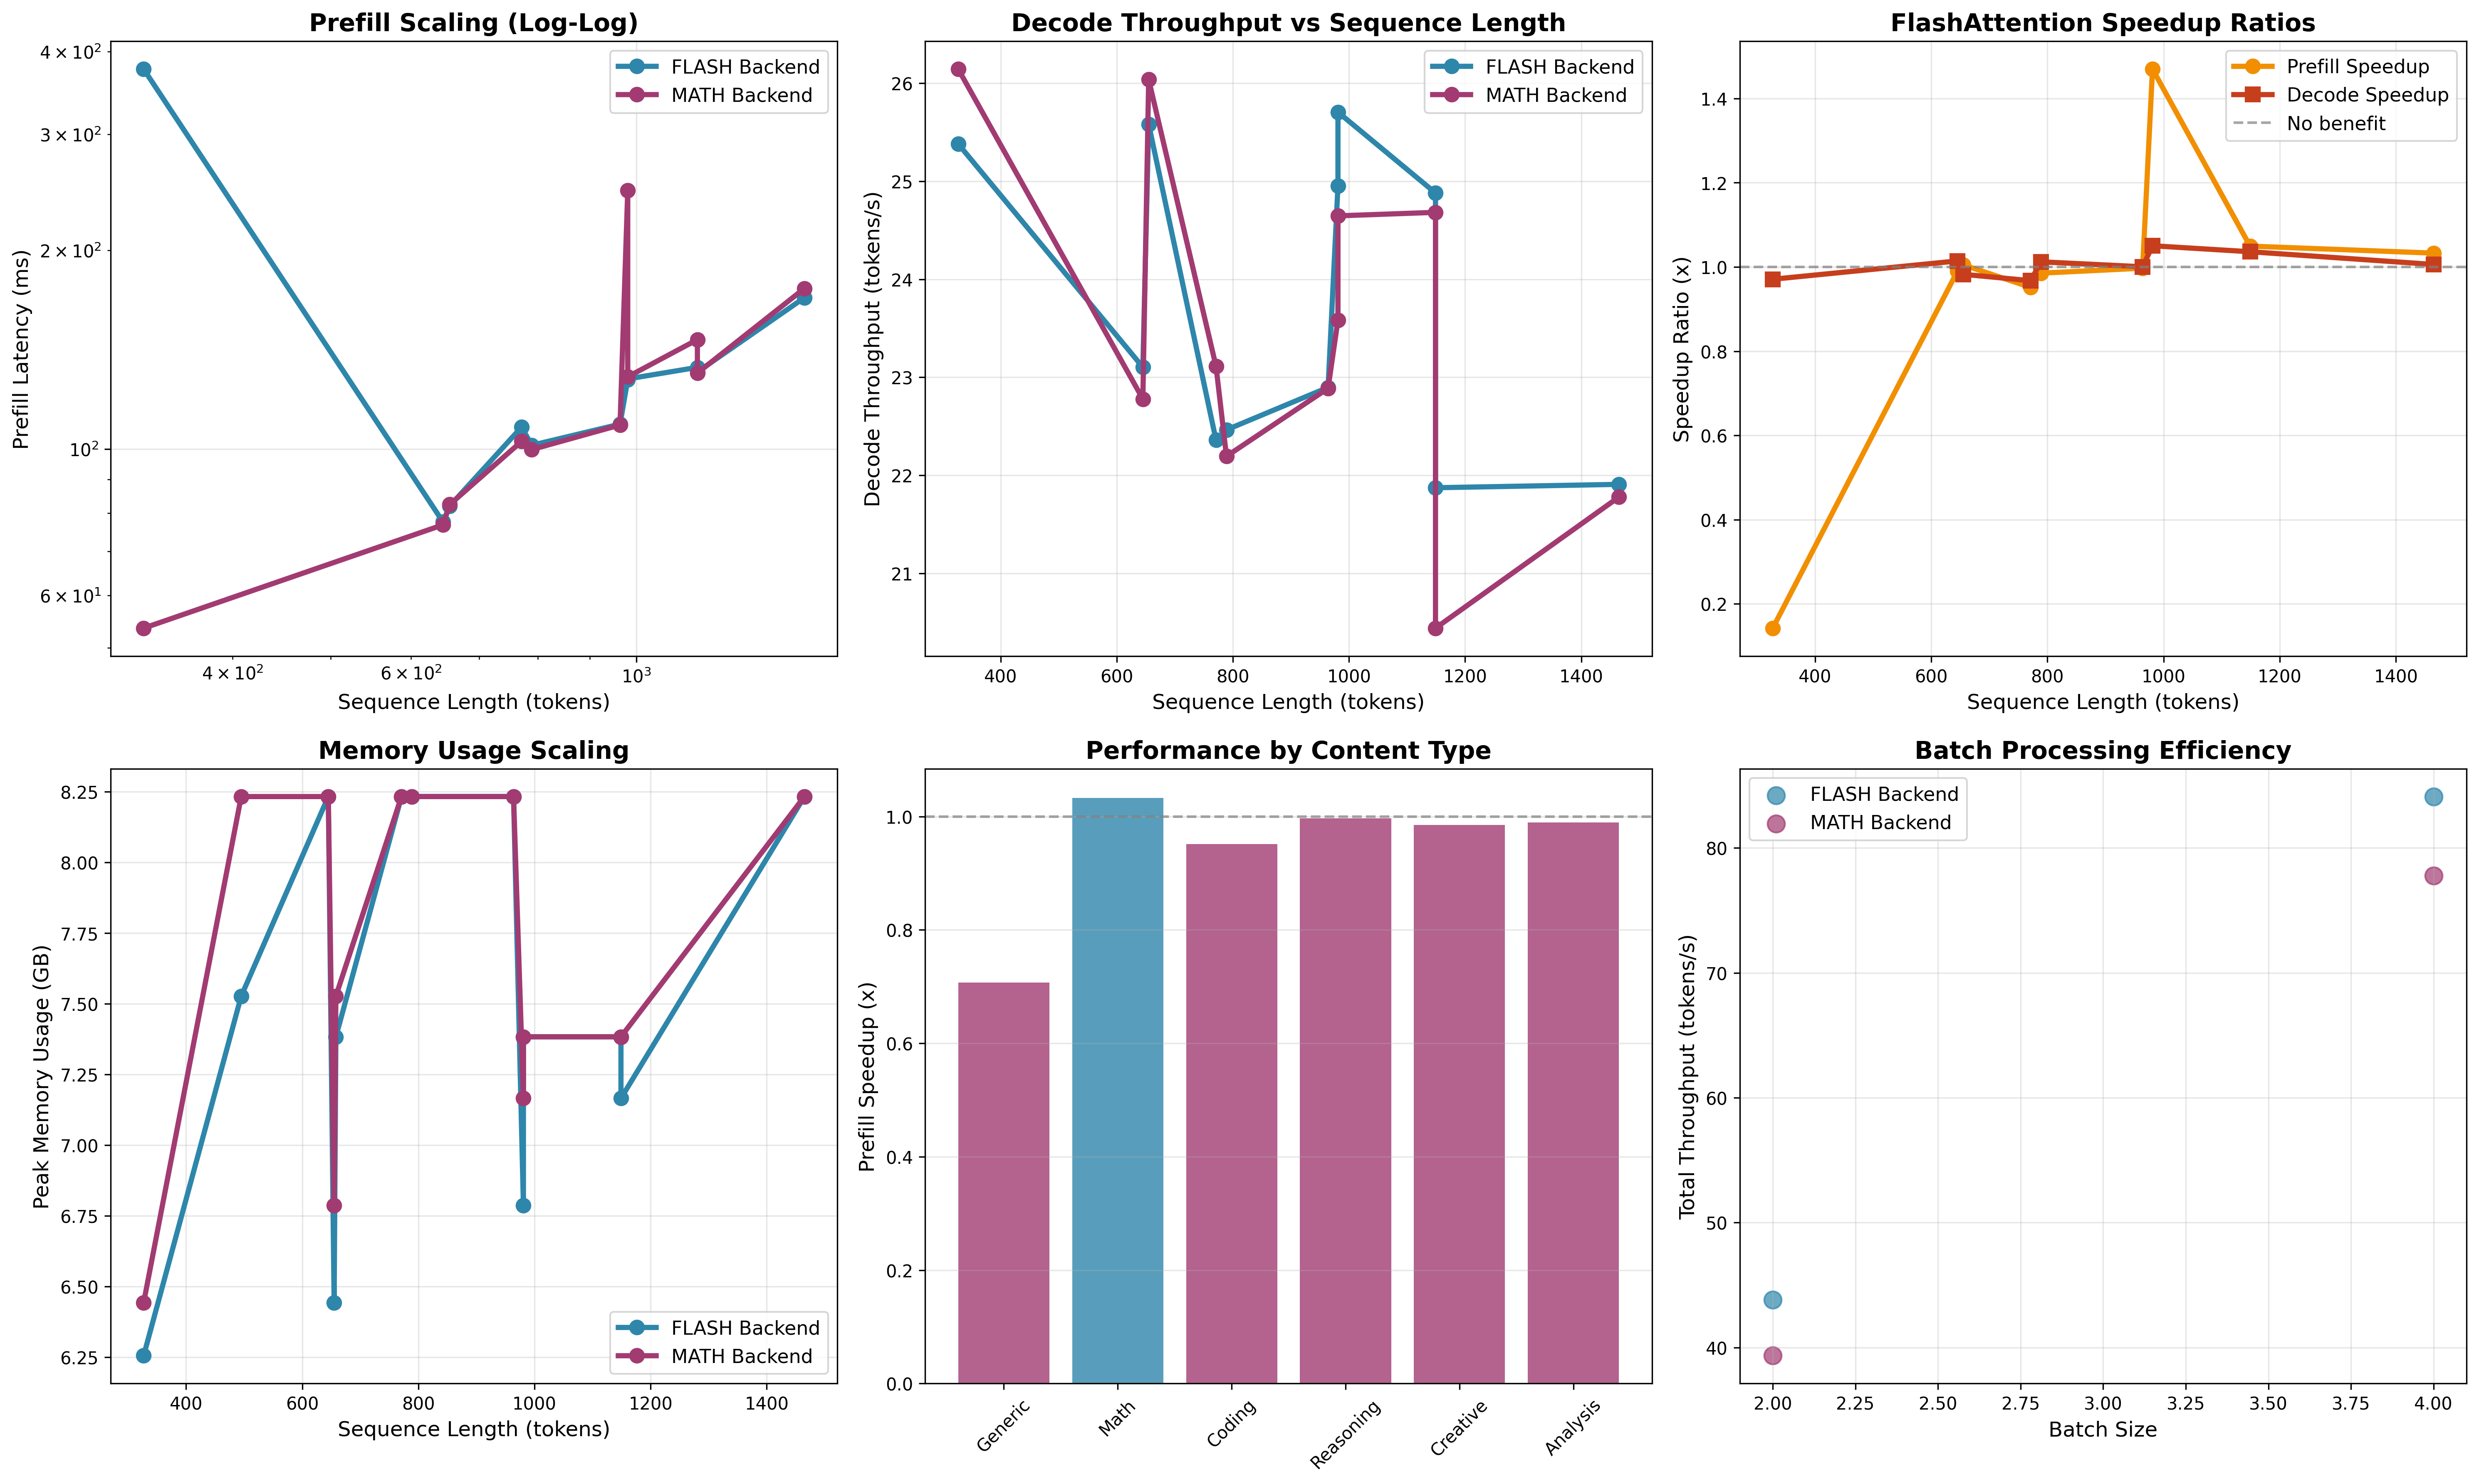 Prefill Scaling (Log-Log)
4 × 10²
3 × 10²
2 × 10²
10²
6 × 10¹
Prefill Latency (ms)
FLASH Backend
MATH Backend
4 × 10²
6 × 10²
10³
Sequence Length (tokens)
Decode Throughput vs Sequence Length
26
25
24
23
22
21
Decode Throughput (tokens/s)
FLASH Backend
MATH Backend
400
600
800
1000
1200
1400
Sequence Length (tokens)
FlashAttention Speedup Ratios
1.4
1.2
1.0
0.8
0.6
0.4
0.2
Speedup Ratio (x)
Prefill Speedup
Decode Speedup
No benefit
400
600
800
1000
1200
1400
Sequence Length (tokens)
Memory Usage Scaling
8.25
8.00
7.75
7.50
7.25
7.00
6.75
6.50
6.25
Peak Memory Usage (GB)
FLASH Backend
MATH Backend
400
600
800
1000
1200
1400
Sequence Length (tokens)
Performance by Content Type
1.0
0.8
0.6
0.4
0.2
0.0
Prefill Speedup (x)
Generic
Math
Coding
Reasoning
Creative
Analysis
Batch Processing Efficiency
FLASH Backend
MATH Backend
80
70
60
50
40
Total Throughput (tokens/s)
2.00
2.25
2.50
2.75
3.00
3.25
3.50
3.75
4.00
Batch Size